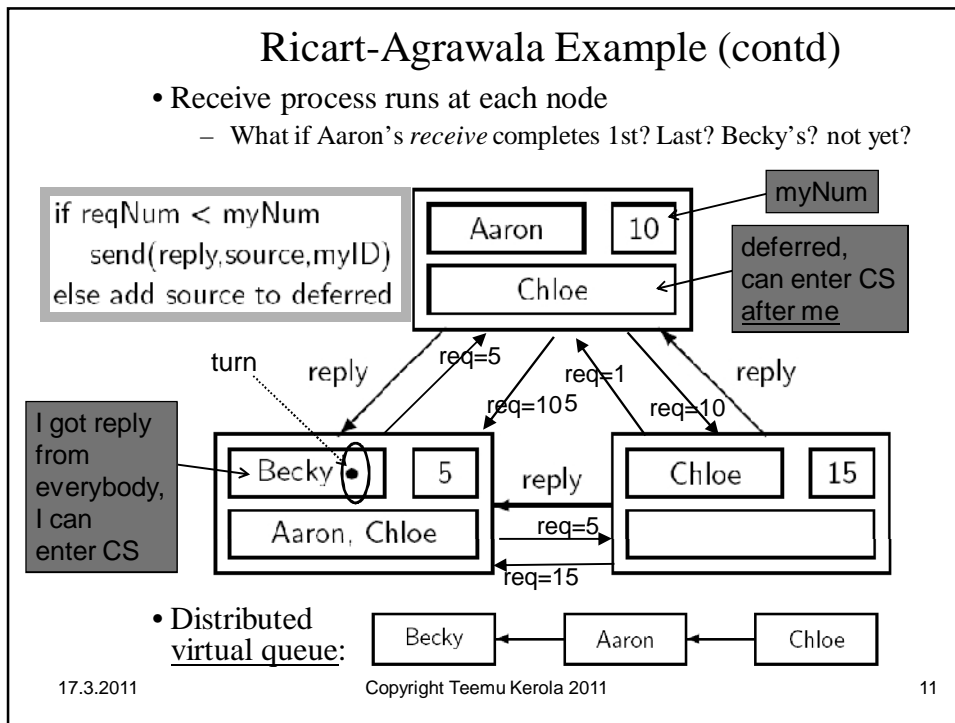 Ricart-Agrawala Example (contd)
• Receive process runs at each node
– What if Aaron's receive completes 1st? Last? Becky's? not yet?
if reqNum < myNum
send(reply,source,myID)
else add source to deferred
Aaron
10
Chloe
myNum
deferred,
can enter CS
after me
turn
reply
req=5
req=1
reply
req=105
req=10
I got reply
from
everybody,
I can
enter CS
Becky
5
Aaron, Chloe
reply
req=5
req=15
Chloe
15
• Distributed
virtual queue:
Becky
Aaron
Chloe
17.3.2011
Copyright Teemu Kerola 2011
11